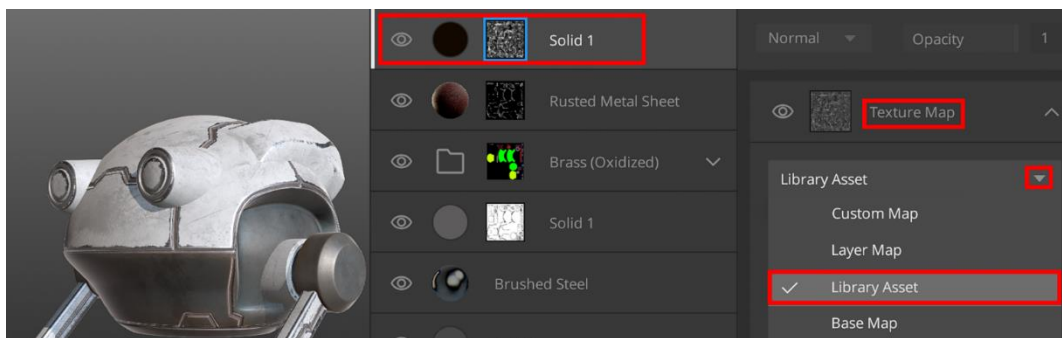 Solid 1
Rusted Metal Sheet
Brass (Oxidized)
Solid 1
Brushed Steel
Normal Opacity 1
Texture Map
Library Asset
Custom Map
Layer Map
Library Asset
Base Map